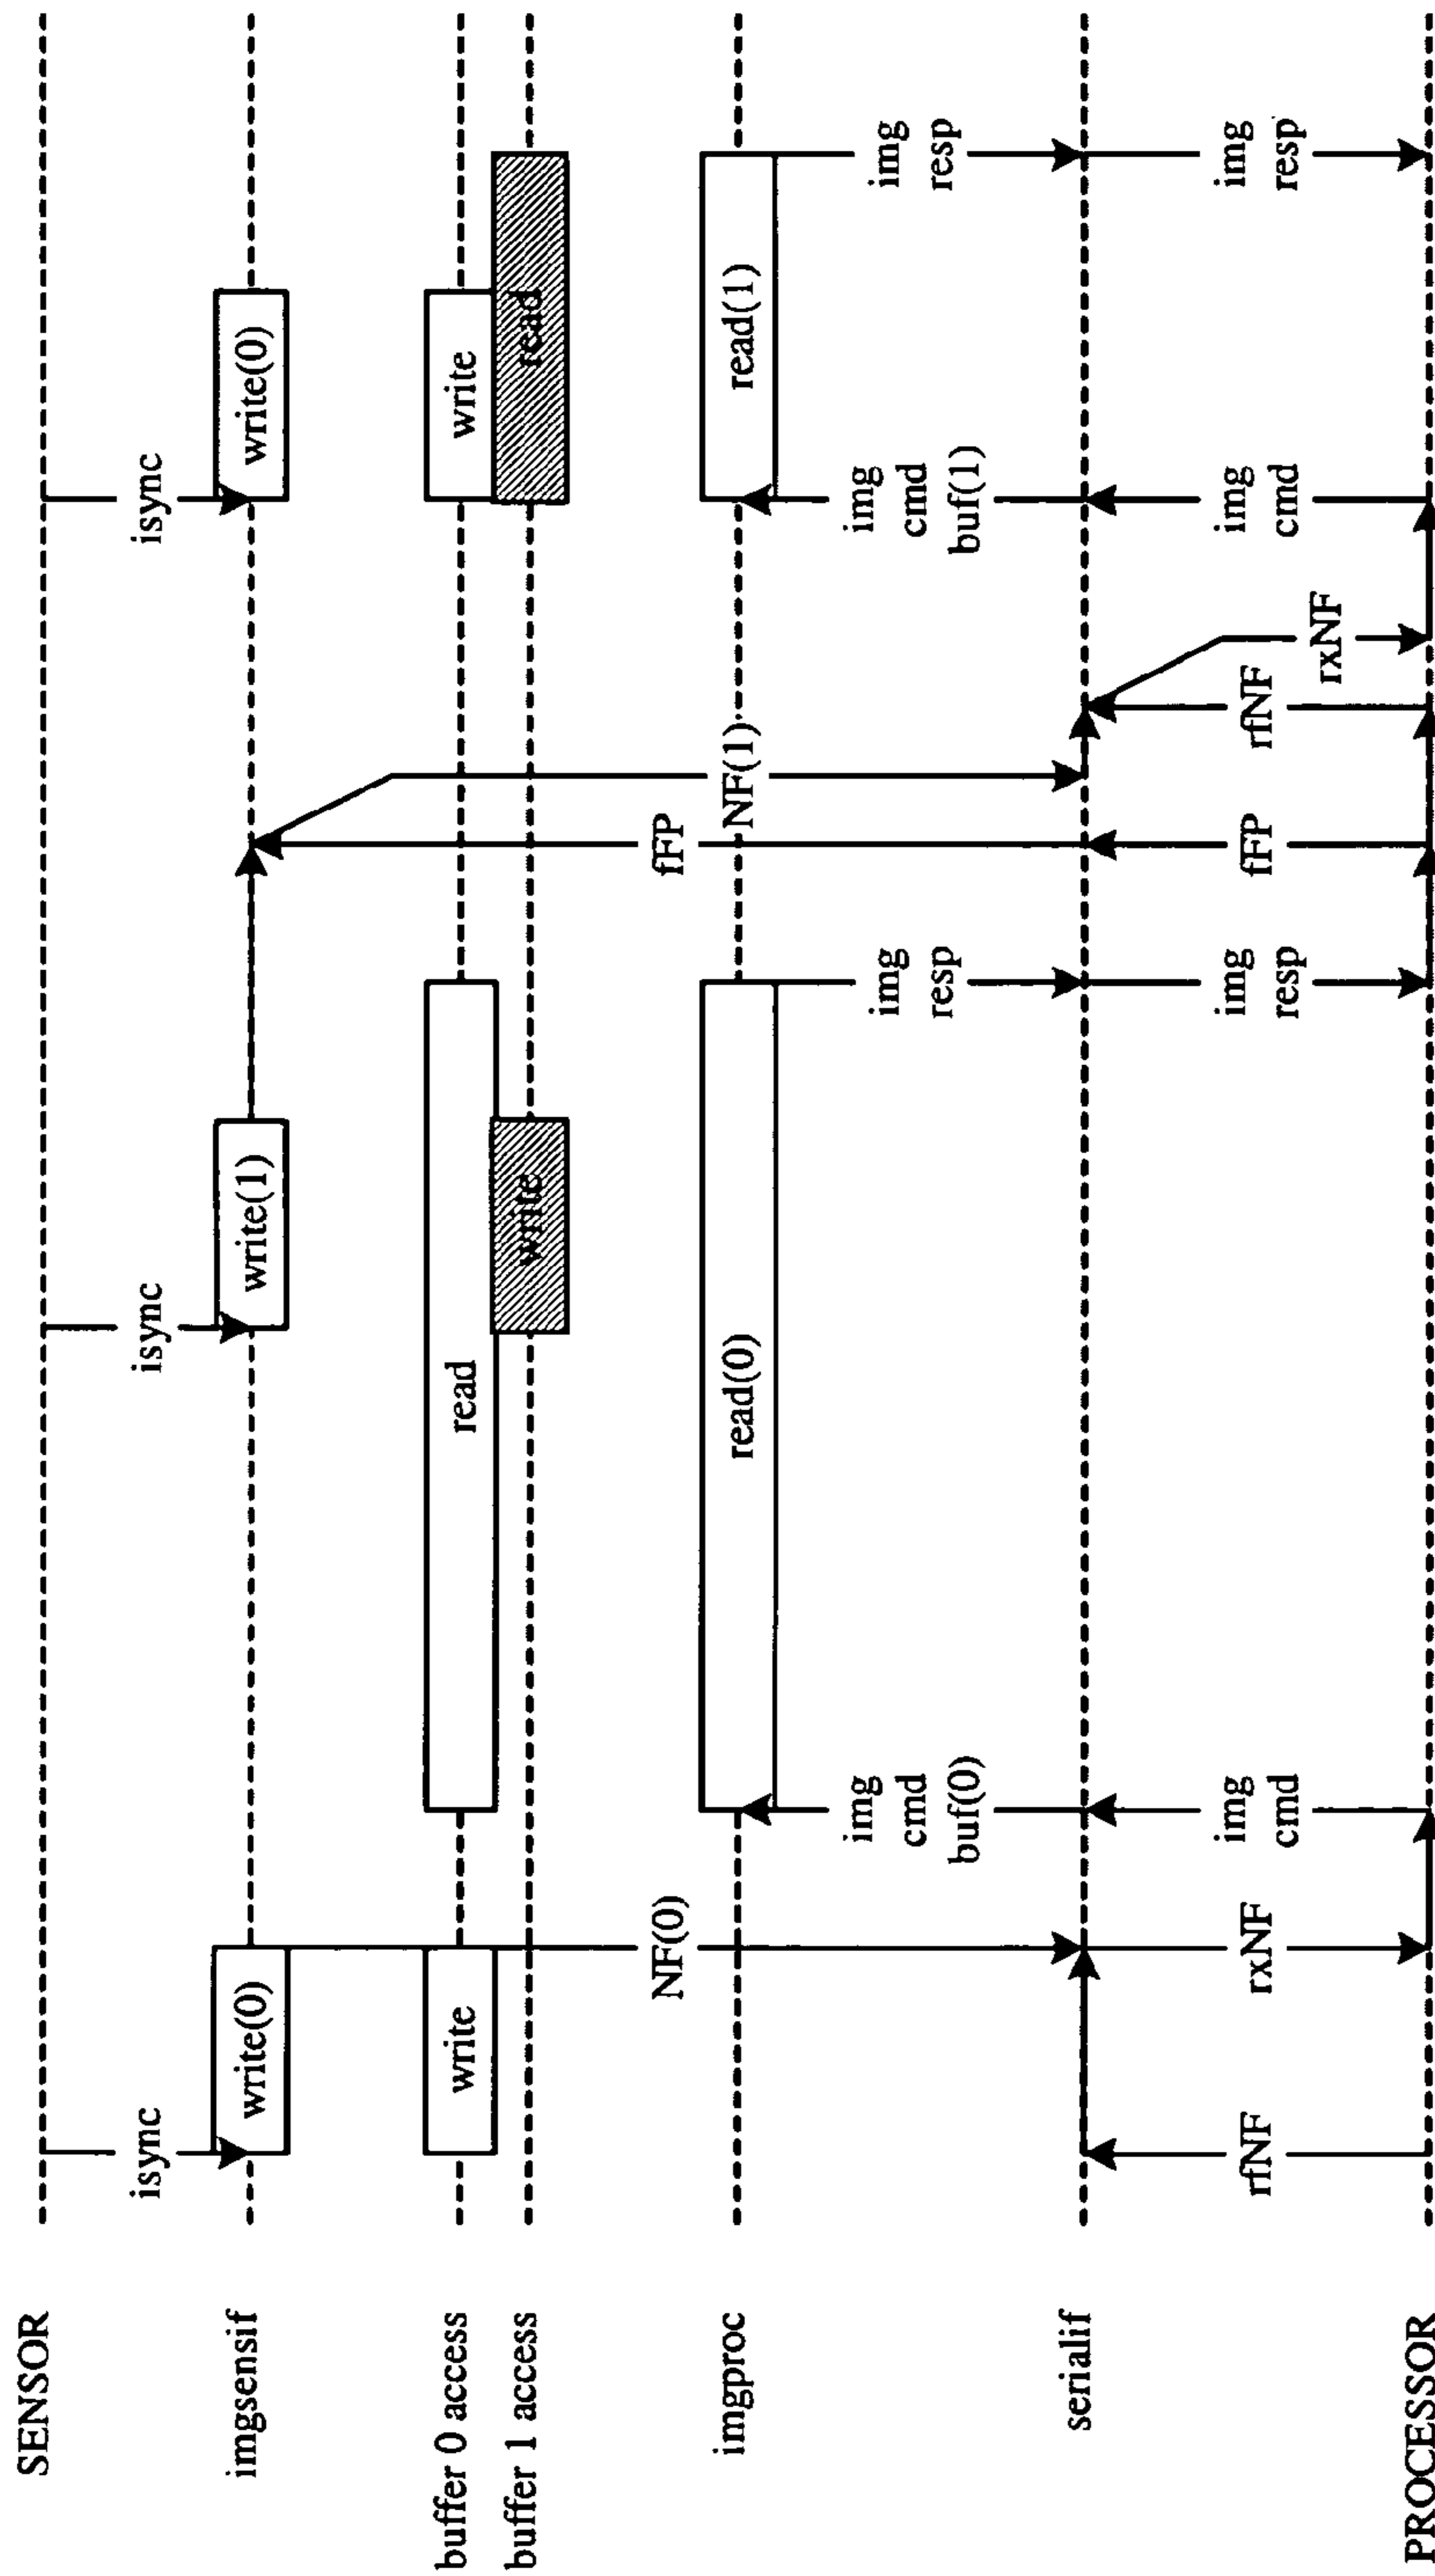 SENSOR
isync
isync
isync
imgsensif
write(0)
write(1)
write(0)
buffer 0 access
write
read
write
buffer 1 access
write
read
NF(0)
fFP
imgproc
read(0)
NF(1)
read(1)
img
cmd
buf(0)
img
resp
img
cmd
buf(1)
img
resp
serialif
rfNF
rxNF
img
cmd
img
resp
fFP
rfNF
rxNF
img
cmd
img
resp
PROCESSOR